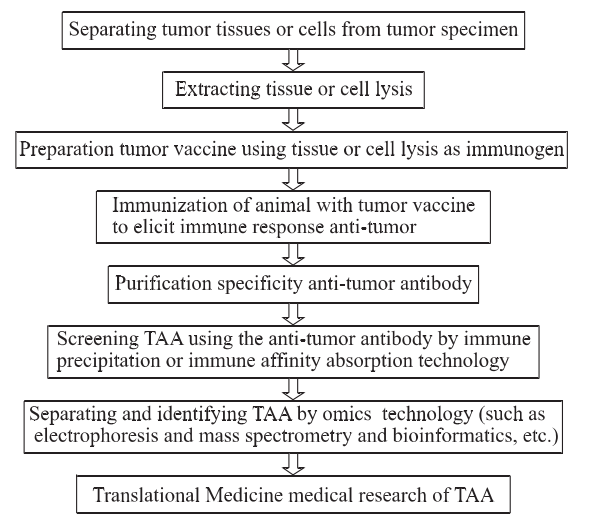 Separating tumor tissues or cells from tumor specimen
Extracting tissue or cell lysis
Preparation tumor vaccine using tissue or cell lysis as immunogen
Immunization of animal with tumor vaccine
to elicit immune response anti-tumor
Purification specificity anti-tumor antibody
Screening TAA using the anti-tumor antibody by immune
precipitation or immune affinity absorption technology
Separating and identifying TAA by omics technology (such as
electrophoresis and mass spectrometry and bioinformatics, etc.)
Translational Medicine medical research of TAA